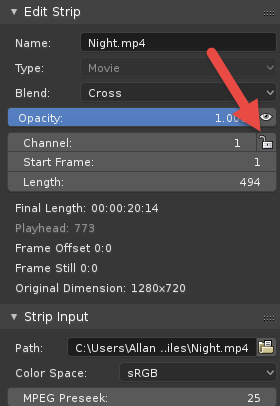 Edit Strip
Name: Night.mp4
Type: Movie
Blend: Cross
Opacity: 1.00
Channel: 1
Start Frame: 1
Length: 494
Final Length: 00:00:20:14
Playhead: 773
Frame Offset 0:0
Frame Still 0:0
Original Dimension: 1280x720
Strip Input
Path: C:\Users\Allan ..iles\Night.mp4
Color Space: sRGB
MPEG Preseek: 25